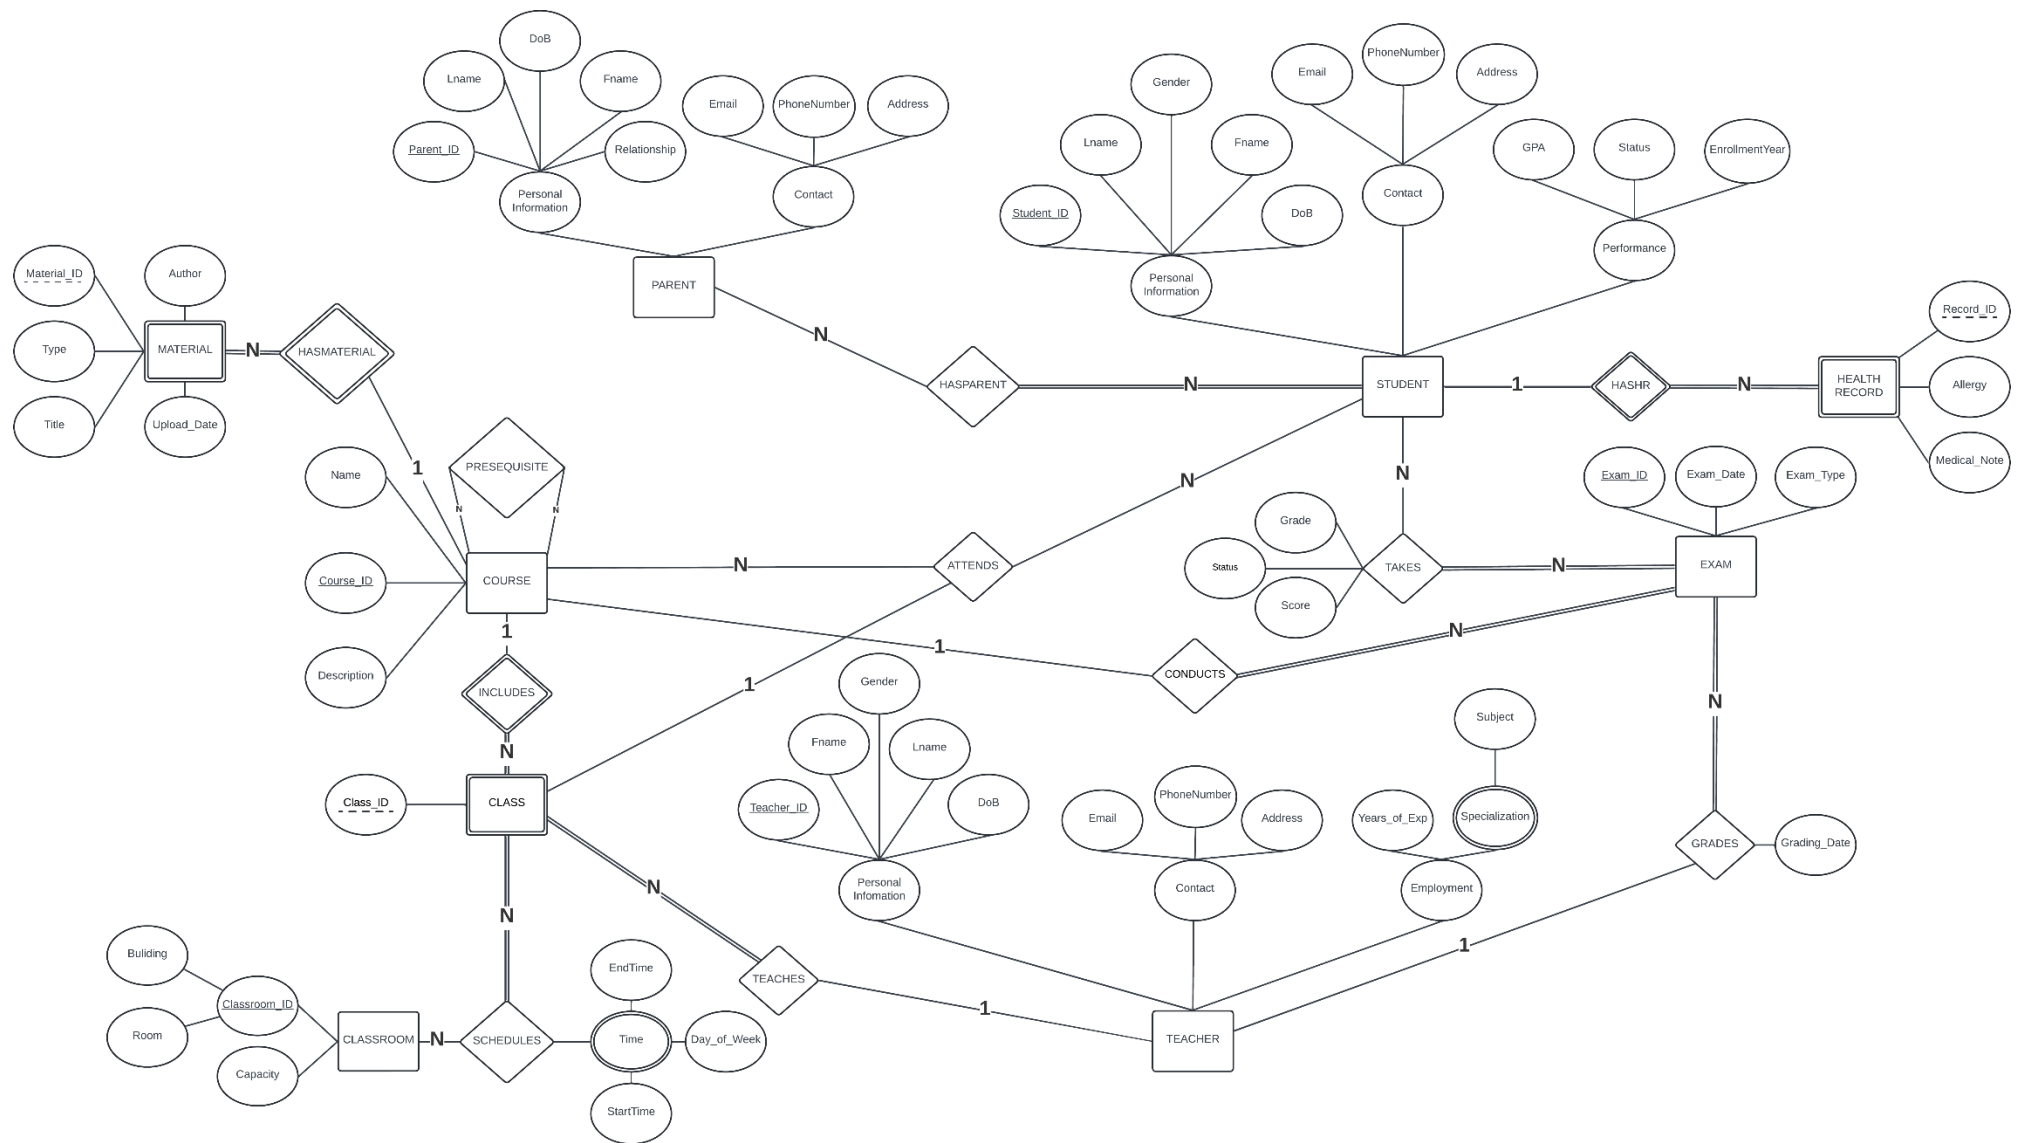 DoB
Lname
Fname
Parent_ID
Relationship
Personal
Information
Email
PhoneNumber
Address
Contact
PARENT
Gender
Lname
Fname
Student_ID
DoB
Personal
Information
Email
PhoneNumber
Address
Contact
GPA
Status
EnrollmentYear
Performance
STUDENT
Material_ID
Author
Type
MATERIAL
Title
Upload_Date
N
HASMATERIAL
1
N
HASPARENT
N
1
HASHR
N
HEALTH
RECORD
Record_ID
Allergy
Medical_Note
Name
PRESEQUISITE
N
N
Course_ID
COURSE
Description
N
ATTENDS
N
1
N
Grade
Status
Score
TAKES
N
Exam_ID
Exam_Date
Exam_Type
EXAM
1
CONDUCTS
N
1
INCLUDES
N
Class_ID
CLASS
N
N
TEACHES
1
Gender
Fname
Lname
Teacher_ID
DoB
Personal
Infomation
Email
PhoneNumber
Address
Contact
Subject
Years_of_Exp
Specialization
Employment
N
GRADES
Grading_Date
1
TEACHER
Buliding
Classroom_ID
Room
Capacity
CLASSROOM
N
SCHEDULES
EndTime
Time
Day_of_Week
StartTime